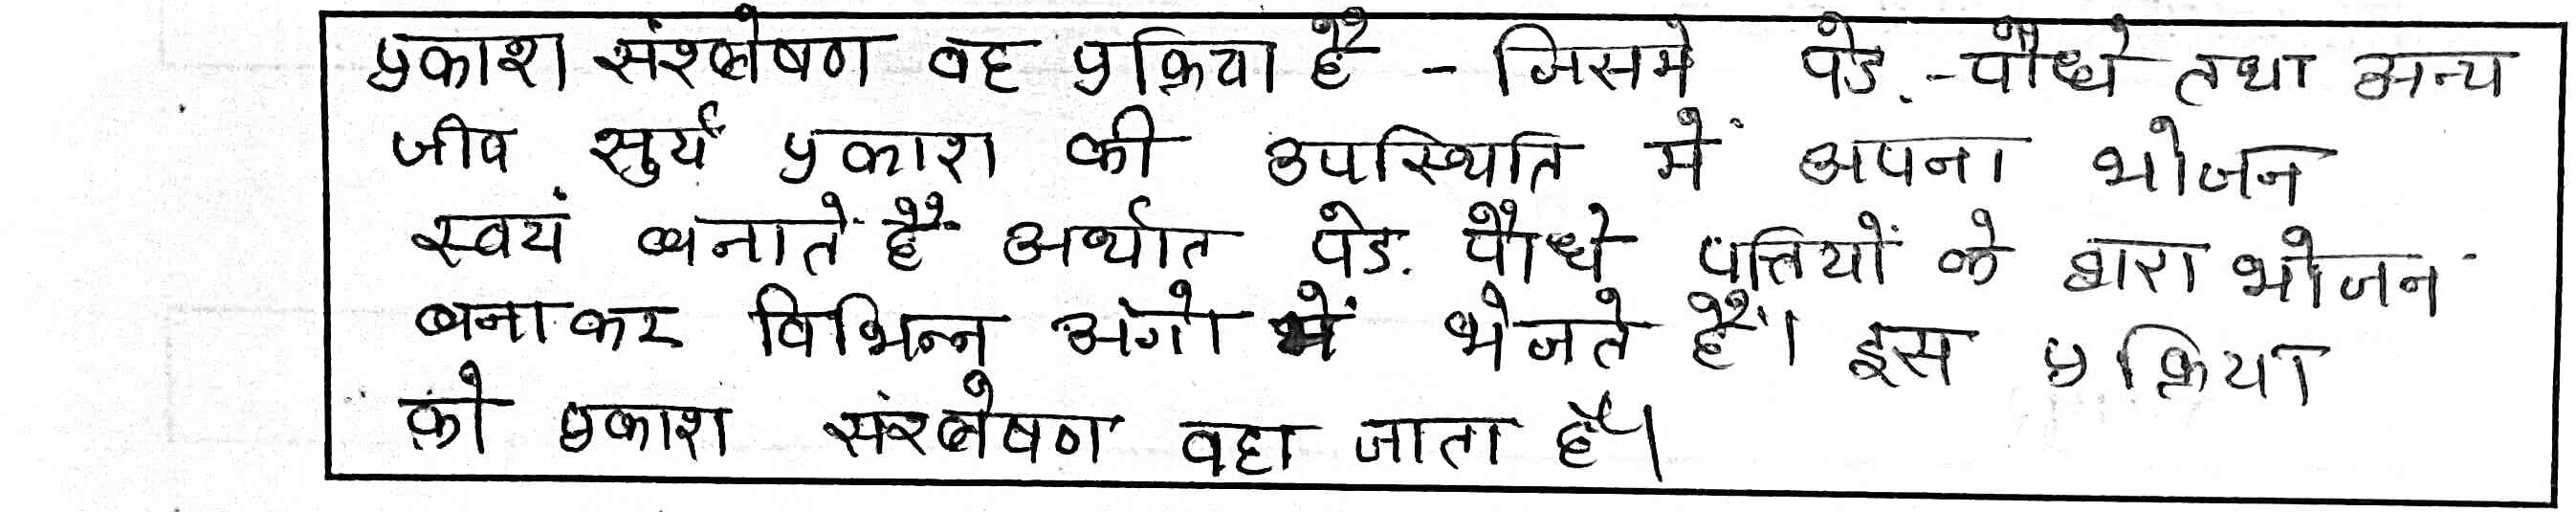 प्रकाश संश्लेषण वह प्रक्रिया है - जिसमे पेड़-पौधे तथा अन्य
जीव सुर्य प्रकाश की उपस्थिति में अपना भोजन
स्वयं बनाते हैं अर्थात पेड़ पौधे पत्तियों के द्वारा भोजन
बनाकर विभिन्न अंगो में भेजते हैं। इस प्रक्रिया
को प्रकाश संश्लेषण वहा जाता है।